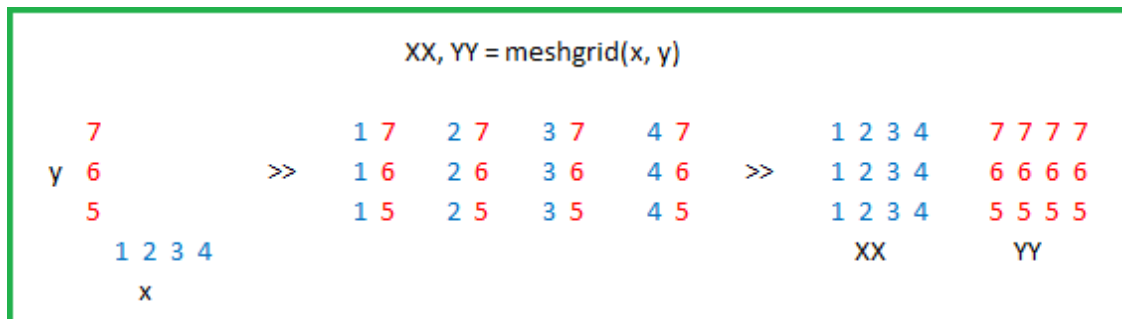 XX, YY = meshgrid(x, y)
7 1 7 2 7 3 7 4 7 1 2 3 4 7 7 7 7
y 6 >> 1 6 2 6 3 6 4 6 >> 1 2 3 4 6 6 6 6
5 1 5 2 5 3 5 4 5 1 2 3 4 5 5 5 5
1 2 3 4 XX YY
x